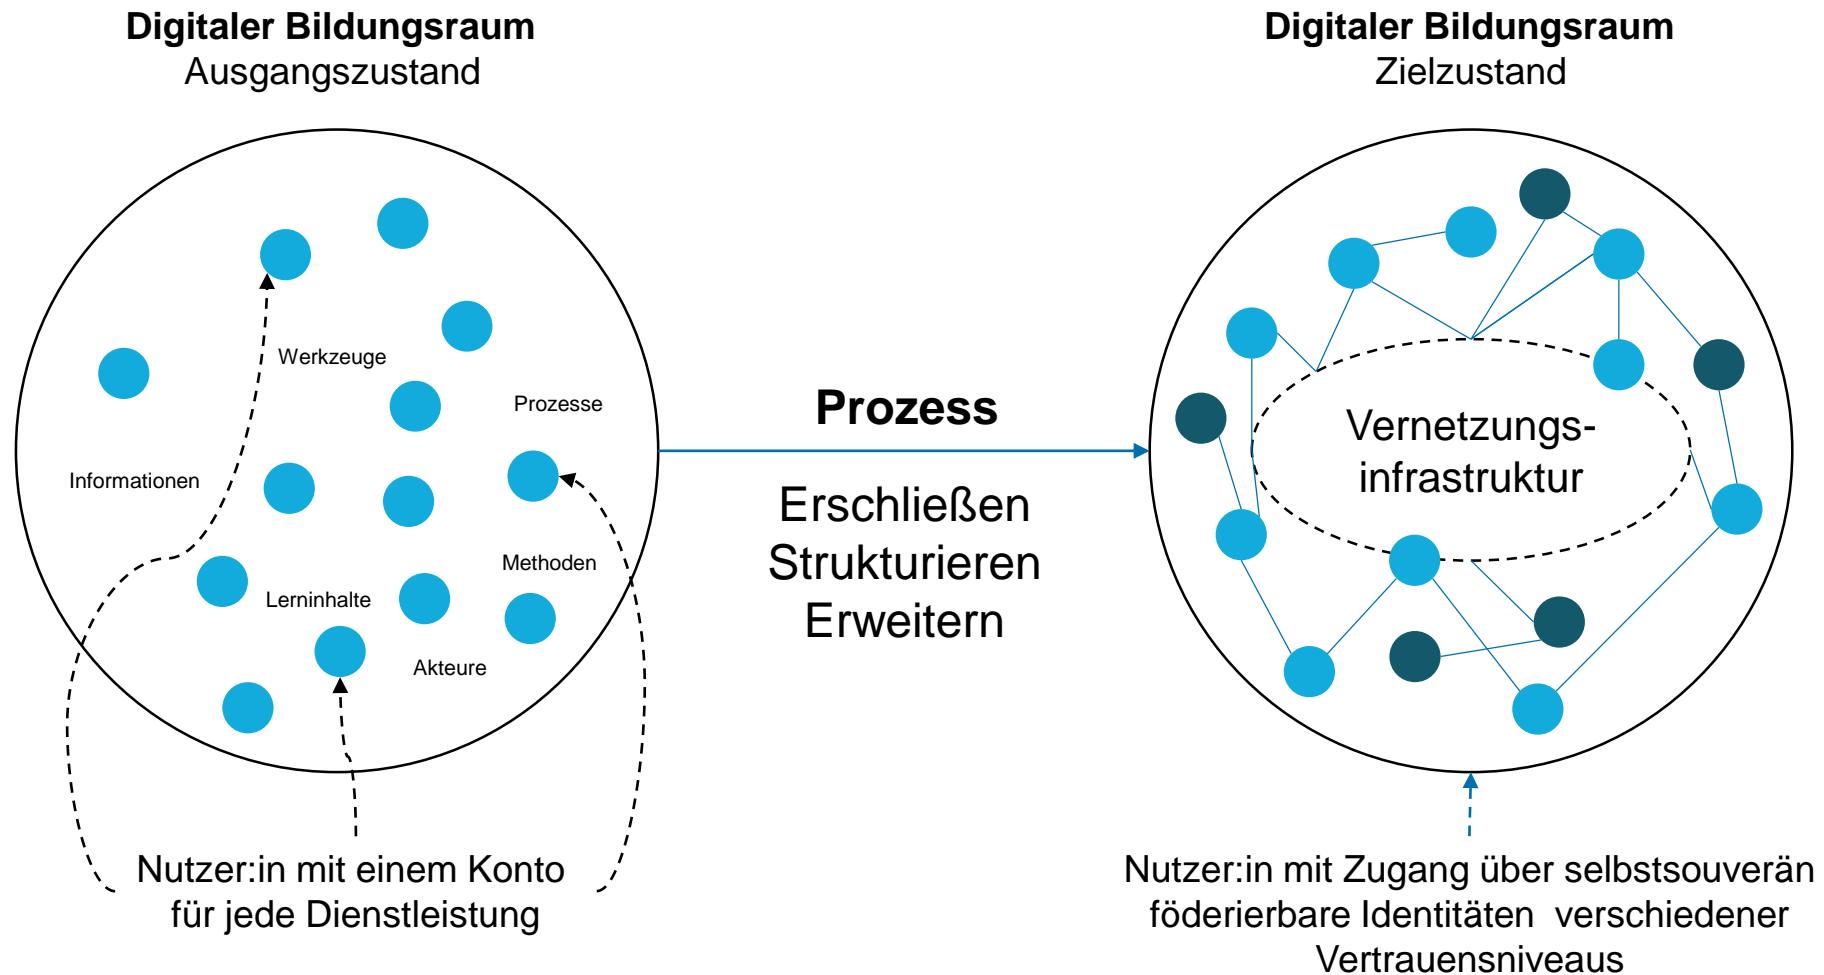 Digitaler Bildungsraum
Ausgangszustand
Digitaler Bildungsraum
Zielzustand
Werkzeuge
Prozesse
Informationen
Methoden
Lerninhalte
Akteure
Prozess
Erschließen
Strukturieren
Erweitern
Vernetzungs-
infrastruktur
Nutzer:in mit einem Konto
für jede Dienstleistung
Nutzer:in mit Zugang über selbstsouverän
föderierbare Identitäten verschiedener
Vertrauensniveaus